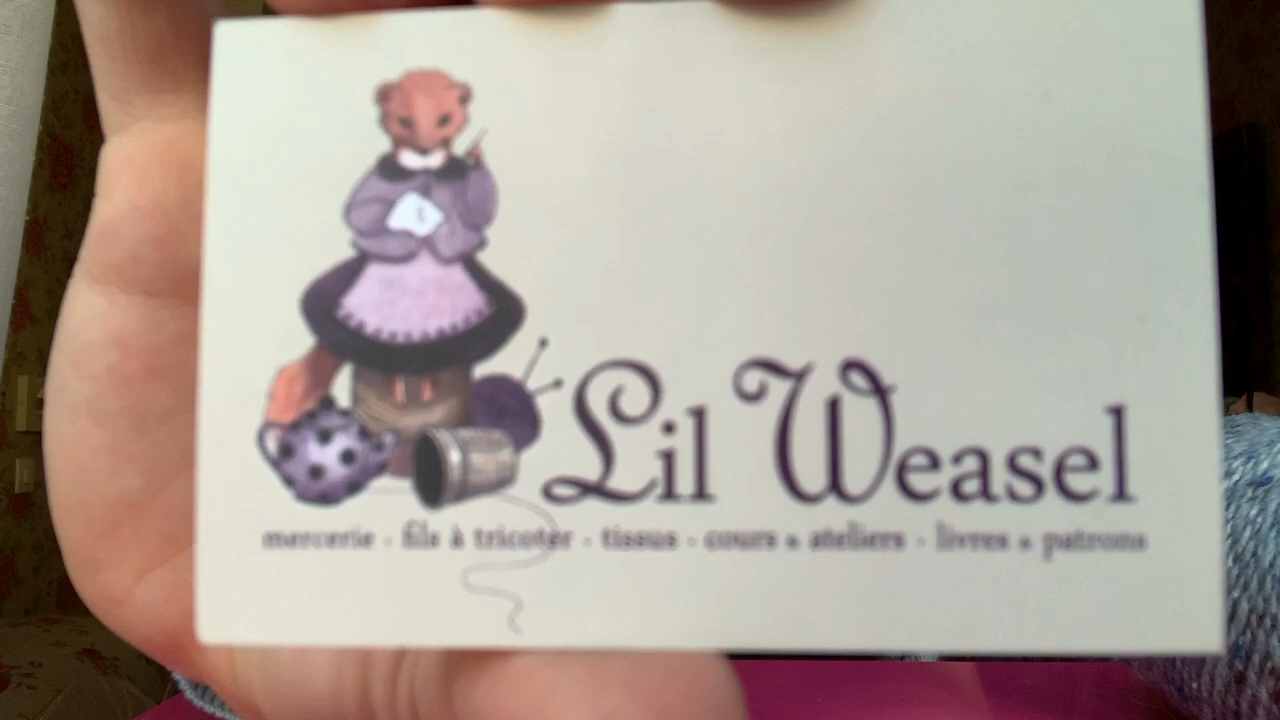 Lil Weasel
mercerie · fils à tricoter · tissus · cours & ateliers · livres & patrons